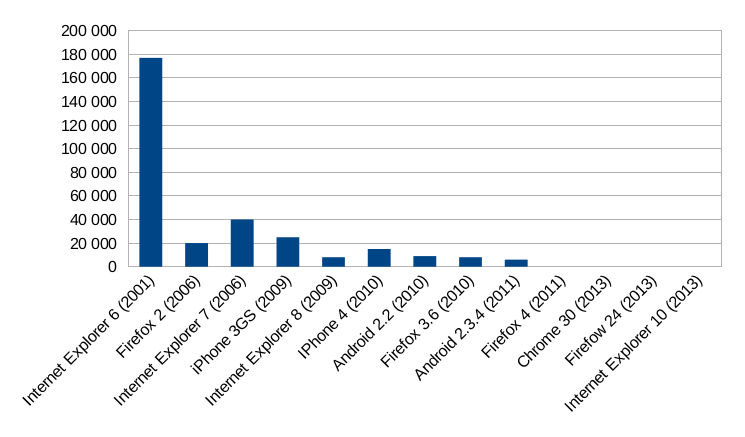 200 000
180 000
160 000
140 000
120 000
100 000
80 000
60 000
40 000
20 000
0
Internet Explorer 6 (2001)
Firefox 2 (2006)
Internet Explorer 7 (2006)
iPhone 3GS (2009)
Internet Explorer 8 (2009)
IPhone 4 (2010)
Android 2.2 (2010)
Firefox 3.6 (2010)
Android 2.3.4 (2011)
Firefox 4 (2011)
Chrome 30 (2013)
Firefow 24 (2013)
Internet Explorer 10 (2013)